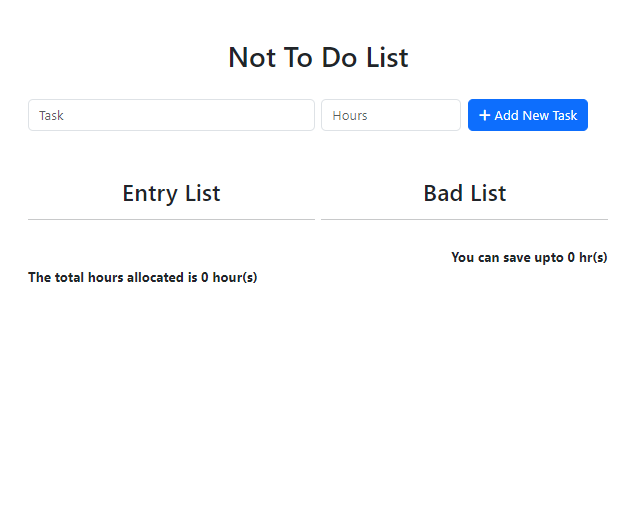 Not To Do List
Task
Hours
+ Add New Task
Entry List
Bad List
You can save upto 0 hr(s)
The total hours allocated is 0 hour(s)